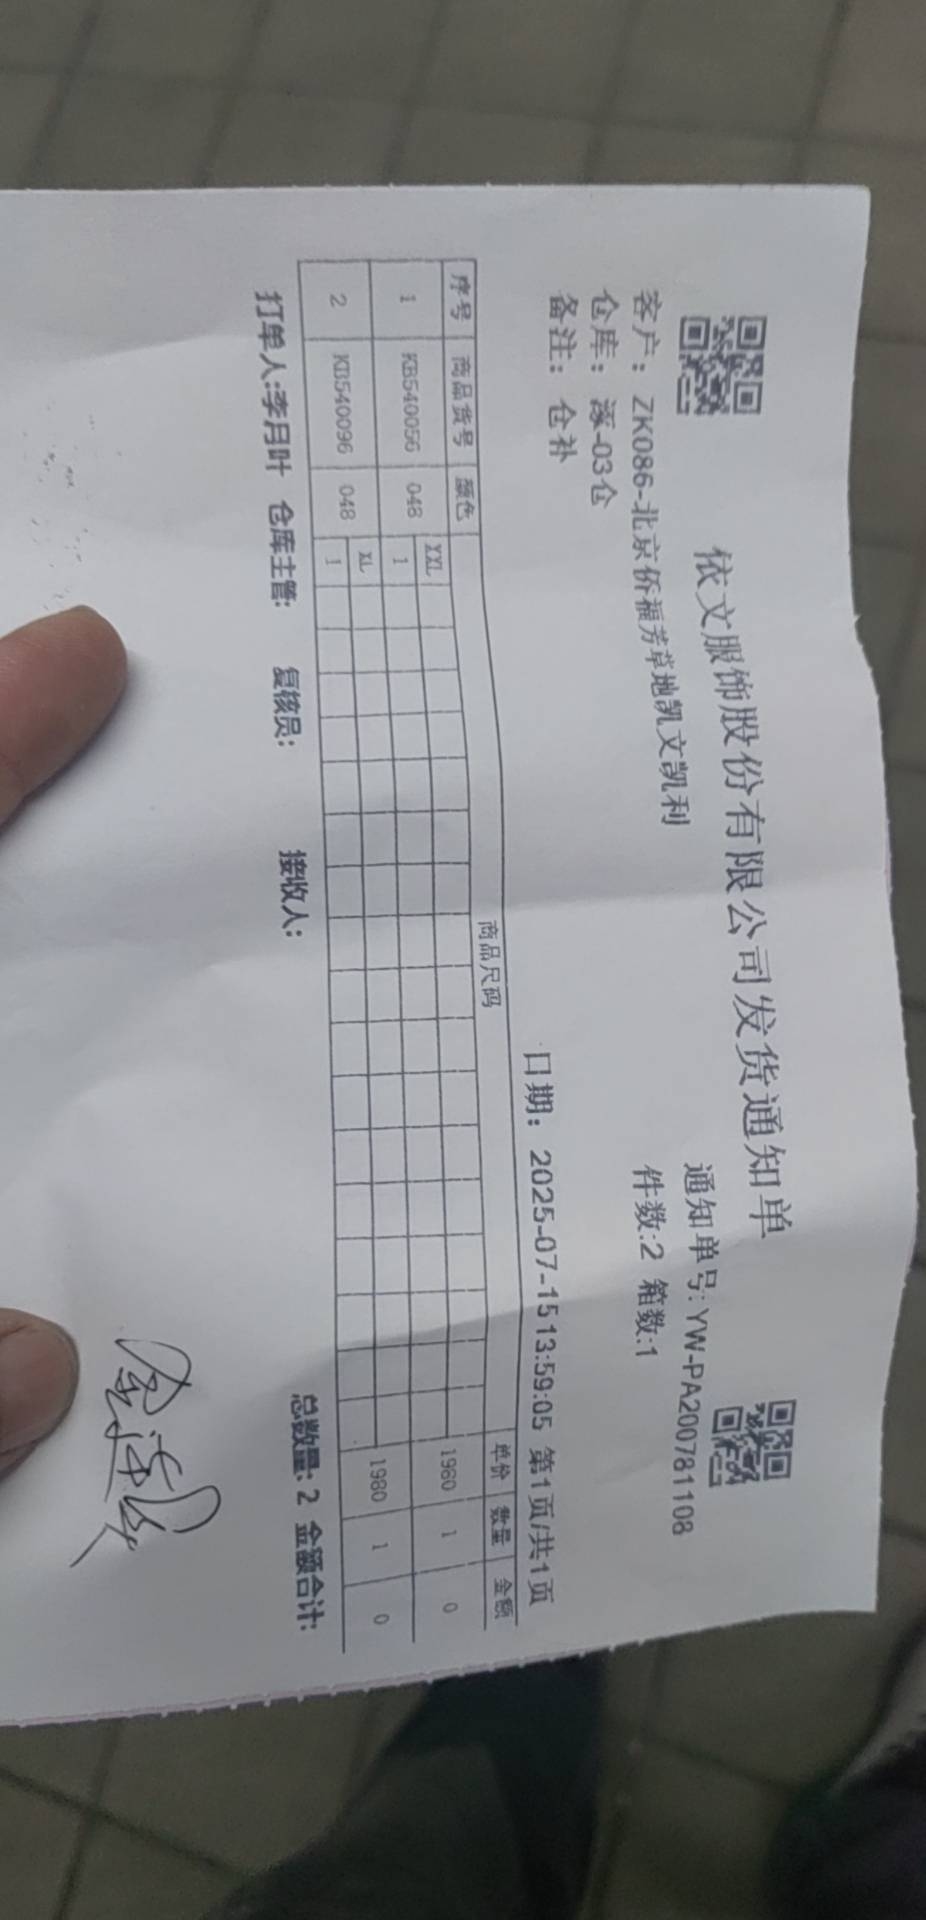 依文服饰股份有限公司发货通知单
通知单号:YW-PA200781108
客户：ZK086-北京侨福芳草地凯文凯利
件数:2 箱数:1
仓库：涿-03仓
备注：仓补
日期：2025-07-15 13:59:05 第1页/共1页
序号 商品货号 颜色 商品尺码 单价 数量 金额
XXL
1 KB540056 048 1 1980 1 0
XL
2 KB540096 048 1 1980 1 0
打单人:李月叶 仓库主管: 复核员: 接收人: 总数量: 2 金额合计: